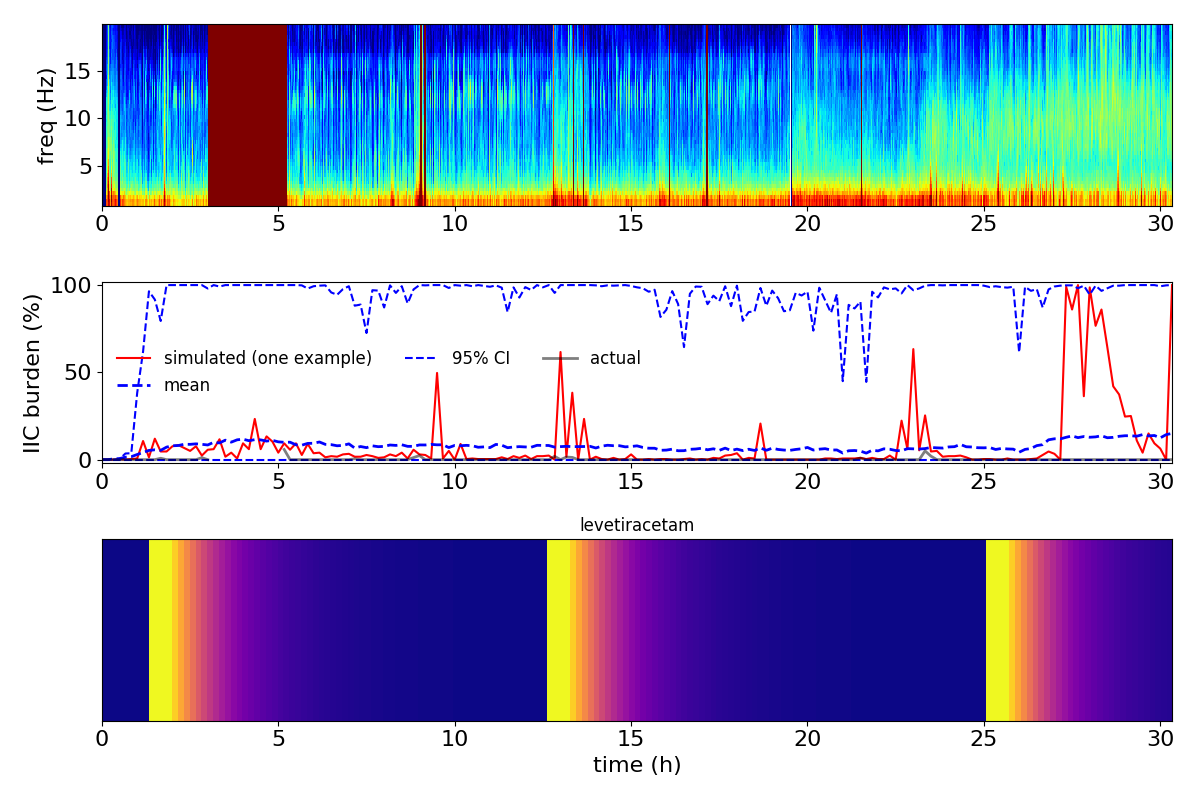 freq (Hz)
15
10
5
0 5 10 15 20 25 30
IIC burden (%)
100
50
0
simulated (one example) 95% CI actual
mean
0 5 10 15 20 25 30
levetiracetam
0 5 10 15 20 25 30
time (h)